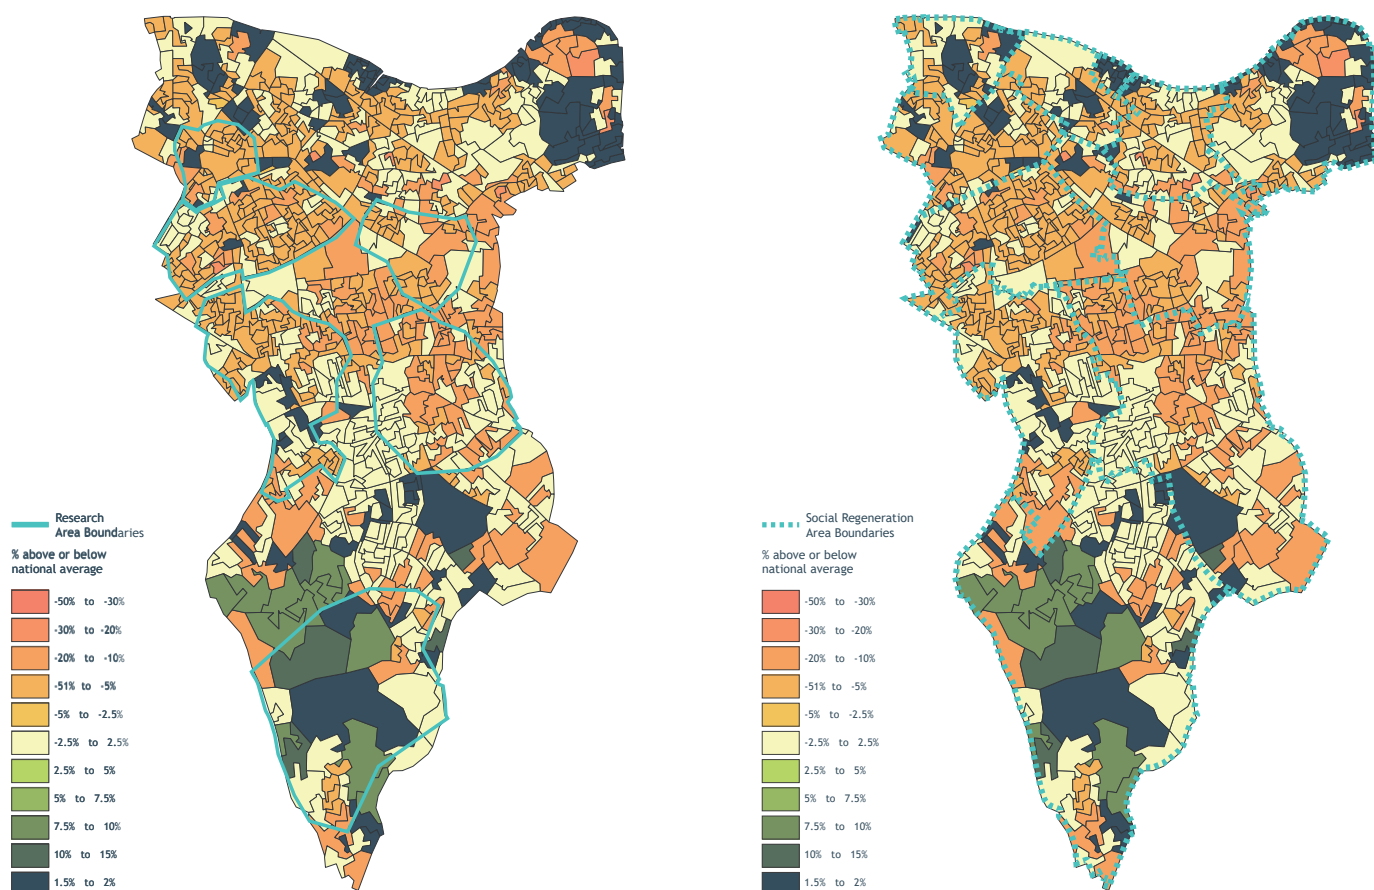 Research
Area Boundaries
% above or below
national average
-50% to -30%
-30% to -20%
-20% to -10%
-51% to -5%
-5% to -2.5%
-2.5% to 2.5%
2.5% to 5%
5% to 7.5%
7.5% to 10%
10% to 15%
1.5% to 2%
Social Regeneration
Area Boundaries
% above or below
national average
-50% to -30%
-30% to -20%
-20% to -10%
-51% to -5%
-5% to -2.5%
-2.5% to 2.5%
2.5% to 5%
5% to 7.5%
7.5% to 10%
10% to 15%
1.5% to 2%